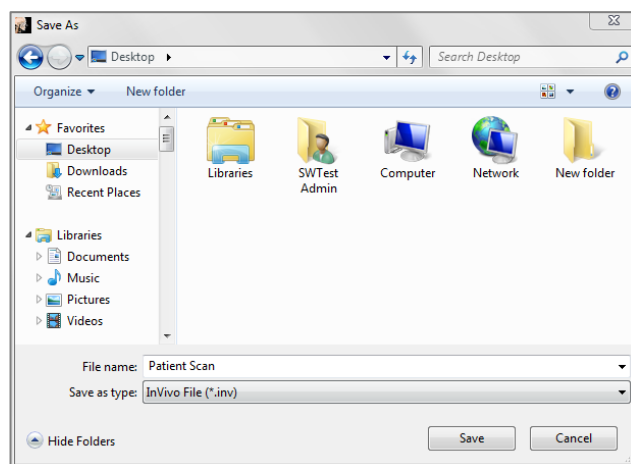 Save As
Desktop
Search Desktop
Organize
New folder
Favorites
Desktop
Downloads
Recent Places
Libraries
Documents
Music
Pictures
Videos
Libraries
SWTest
Admin
Computer
Network
New folder
File name: Patient Scan
Save as type: InVivo File (*.inv)
Hide Folders
Save
Cancel